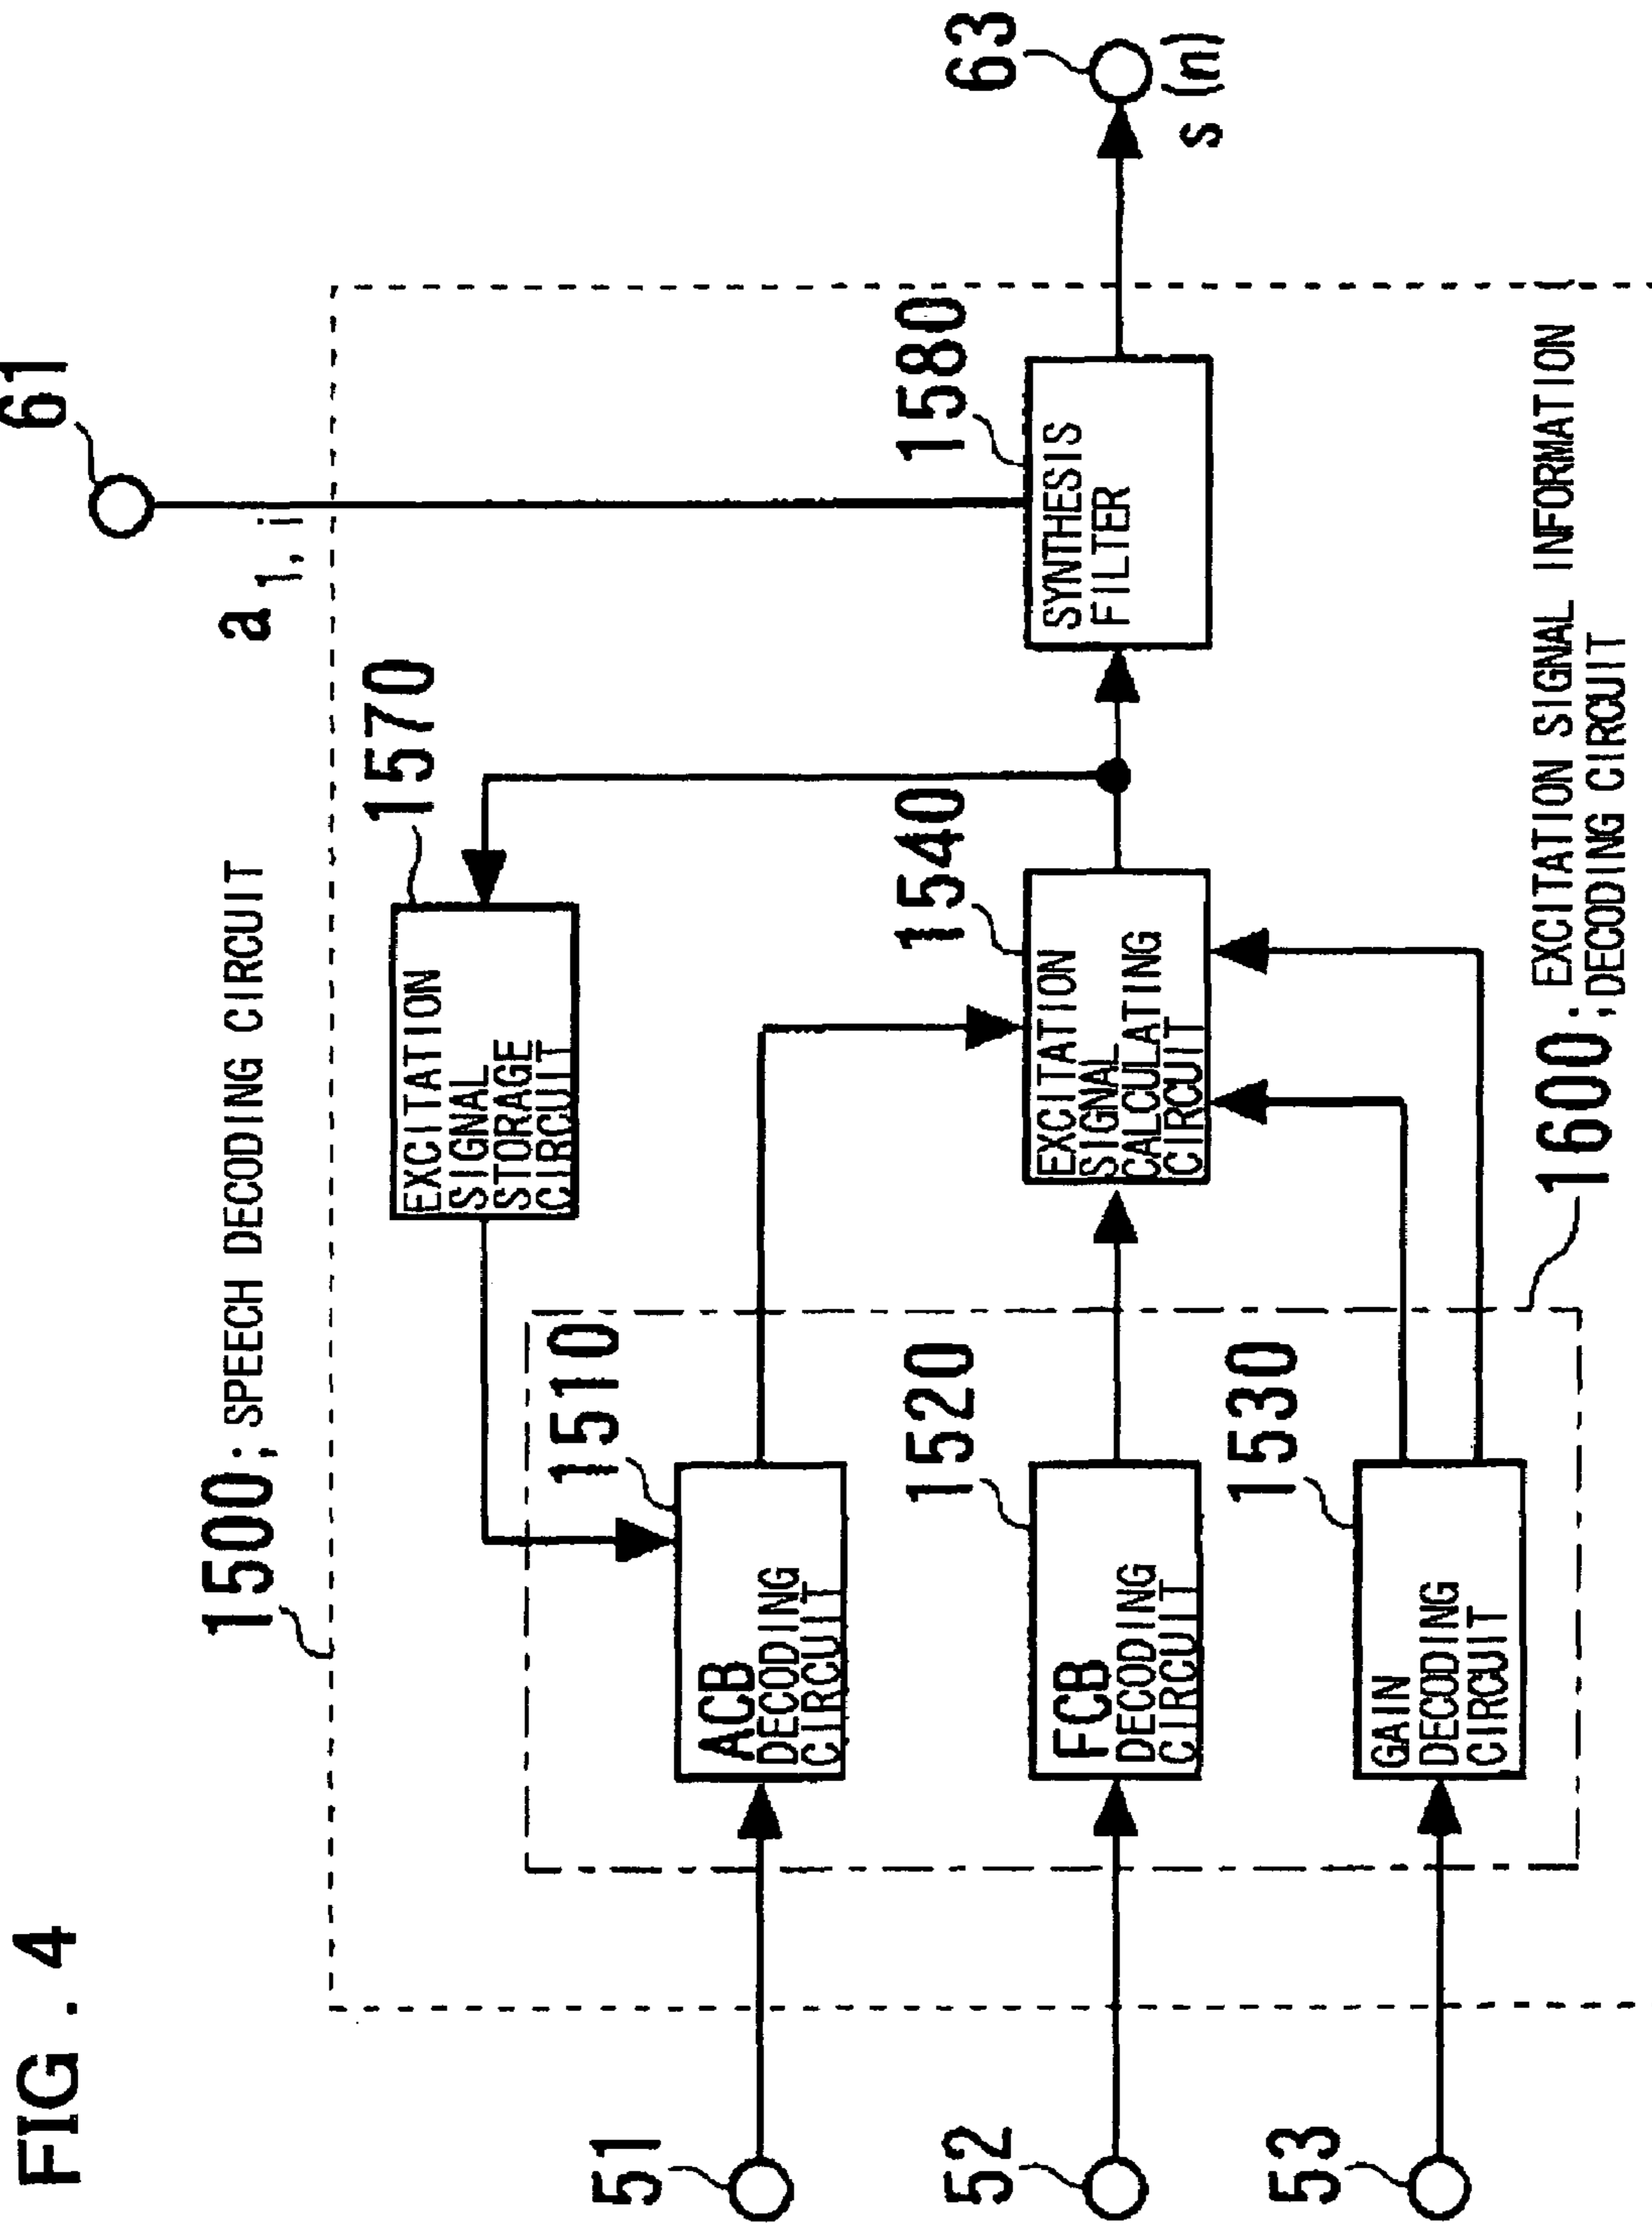 FIG. 4
1500; SPEECH DECODING CIRCUIT
61
a 1, i
1570
EXCITATION
SIGNAL
STORAGE
CIRCUIT
51
1510
ACB
DECODING
CIRCUIT
1540
EXCITATION
SIGNAL
CALCULATING
CIRCUIT
1580
SYNTHESIS
FILTER
63
s (n)
52
1520
FCB
DECODING
CIRCUIT
53
1530
GAIN
DECODING
CIRCUIT
1600; EXCITATION SIGNAL INFORMATION
DECODING CIRCUIT